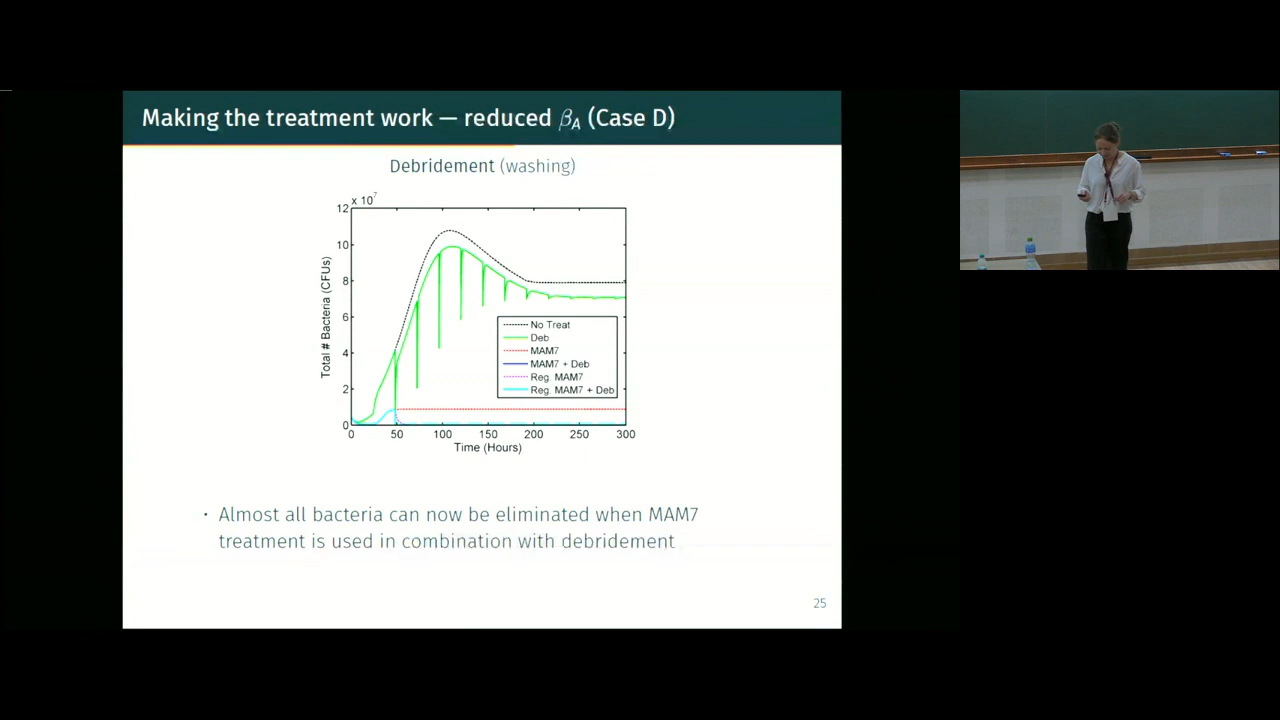 Making the treatment work — reduced βA (Case D)
Debridement (washing)
x 10^7
12
10
8
6
4
2
0
Total # Bacteria (CFUs)
No Treat
Deb
MAM7
MAM7 + Deb
Reg. MAM7
Reg. MAM7 + Deb
0 50 100 150 200 250 300
Time (Hours)
· Almost all bacteria can now be eliminated when MAM7
treatment is used in combination with debridement
25